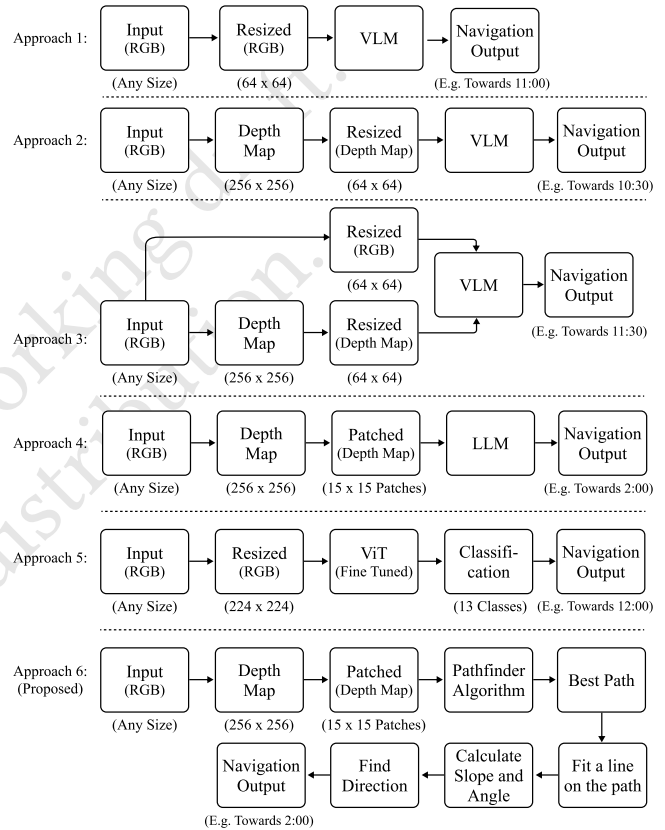 Approach 1:
Input
(RGB)
(Any Size)
Resized
(RGB)
(64 x 64)
VLM
Navigation
Output
(E.g. Towards 11:00)
Approach 2:
Input
(RGB)
(Any Size)
Depth
Map
(256 x 256)
Resized
(Depth Map)
(64 x 64)
VLM
Navigation
Output
(E.g. Towards 10:30)
Approach 3:
Input
(RGB)
(Any Size)
Resized
(RGB)
(64 x 64)
Depth
Map
(256 x 256)
Resized
(Depth Map)
(64 x 64)
VLM
Navigation
Output
(E.g. Towards 11:30)
Approach 4:
Input
(RGB)
(Any Size)
Depth
Map
(256 x 256)
Patched
(Depth Map)
(15 x 15 Patches)
LLM
Navigation
Output
(E.g. Towards 2:00)
Approach 5:
Input
(RGB)
(Any Size)
Resized
(RGB)
(224 x 224)
ViT
(Fine Tuned)
Classifi-
cation
(13 Classes)
Navigation
Output
(E.g. Towards 12:00)
Approach 6:
(Proposed)
Input
(RGB)
(Any Size)
Depth
Map
(256 x 256)
Patched
(Depth Map)
(15 x 15 Patches)
Pathfinder
Algorithm
Best Path
Fit a line
on the path
Calculate
Slope and
Angle
Find
Direction
Navigation
Output
(E.g. Towards 2:00)